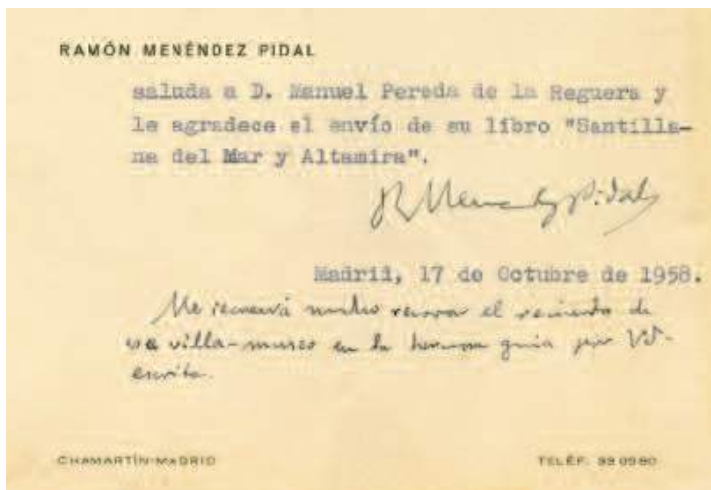 RAMÓN MENÉNDEZ PIDAL
saluda a D. Manuel Pereda de la Reguera y
le agradece el envío de su libro "Santilla-
na del Mar y Altamira".
R Menéndez Pidal
Madrid, 17 de Octubre de 1958.
Me mucho el recuerdo de
esa villa-museo en la hermosa guía por Vd.
escrita.
CHAMARTÍN-MADRID
TELÉF. 33 05 80